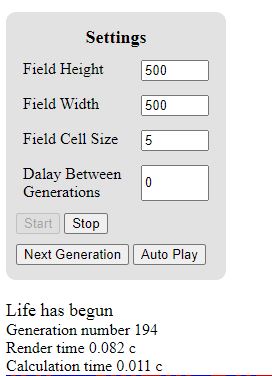 Settings
Field Height 500
Field Width 500
Field Cell Size 5
Dalay Between
Generations 0
Start Stop
Next Generation Auto Play
Life has begun
Generation number 194
Render time 0.082 c
Calculation time 0.011 c